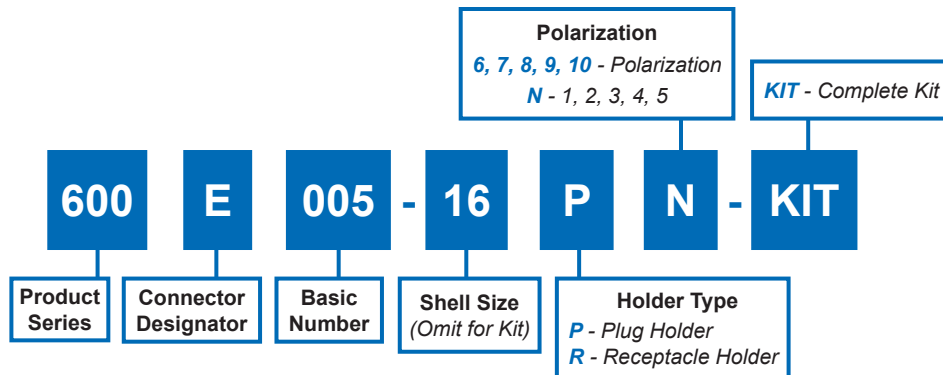 Polarization
6, 7, 8, 9, 10 - Polarization
N - 1, 2, 3, 4, 5
KIT - Complete Kit
600 E 005 - 16 P N - KIT
Product
Series
Connector
Designator
Basic
Number
Shell Size
(Omit for Kit)
Holder Type
P - Plug Holder
R - Receptacle Holder